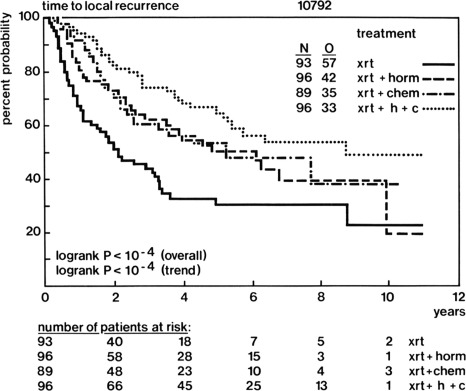 time to local recurrence 10792
percent probability
100
80
60
40
20
N O treatment
93 57 xrt
96 42 xrt + horm
89 35 xrt + chem
96 33 xrt + h + c
logrank P < 10⁻⁴ (overall)
logrank P < 10⁻⁴ (trend)
0 2 4 6 8 10 12
years
number of patients at risk:
93 40 18 7 5 2 xrt
96 58 28 15 3 1 xrt + horm
89 48 23 10 4 3 xrt + chem
96 66 45 25 13 1 xrt + h + c